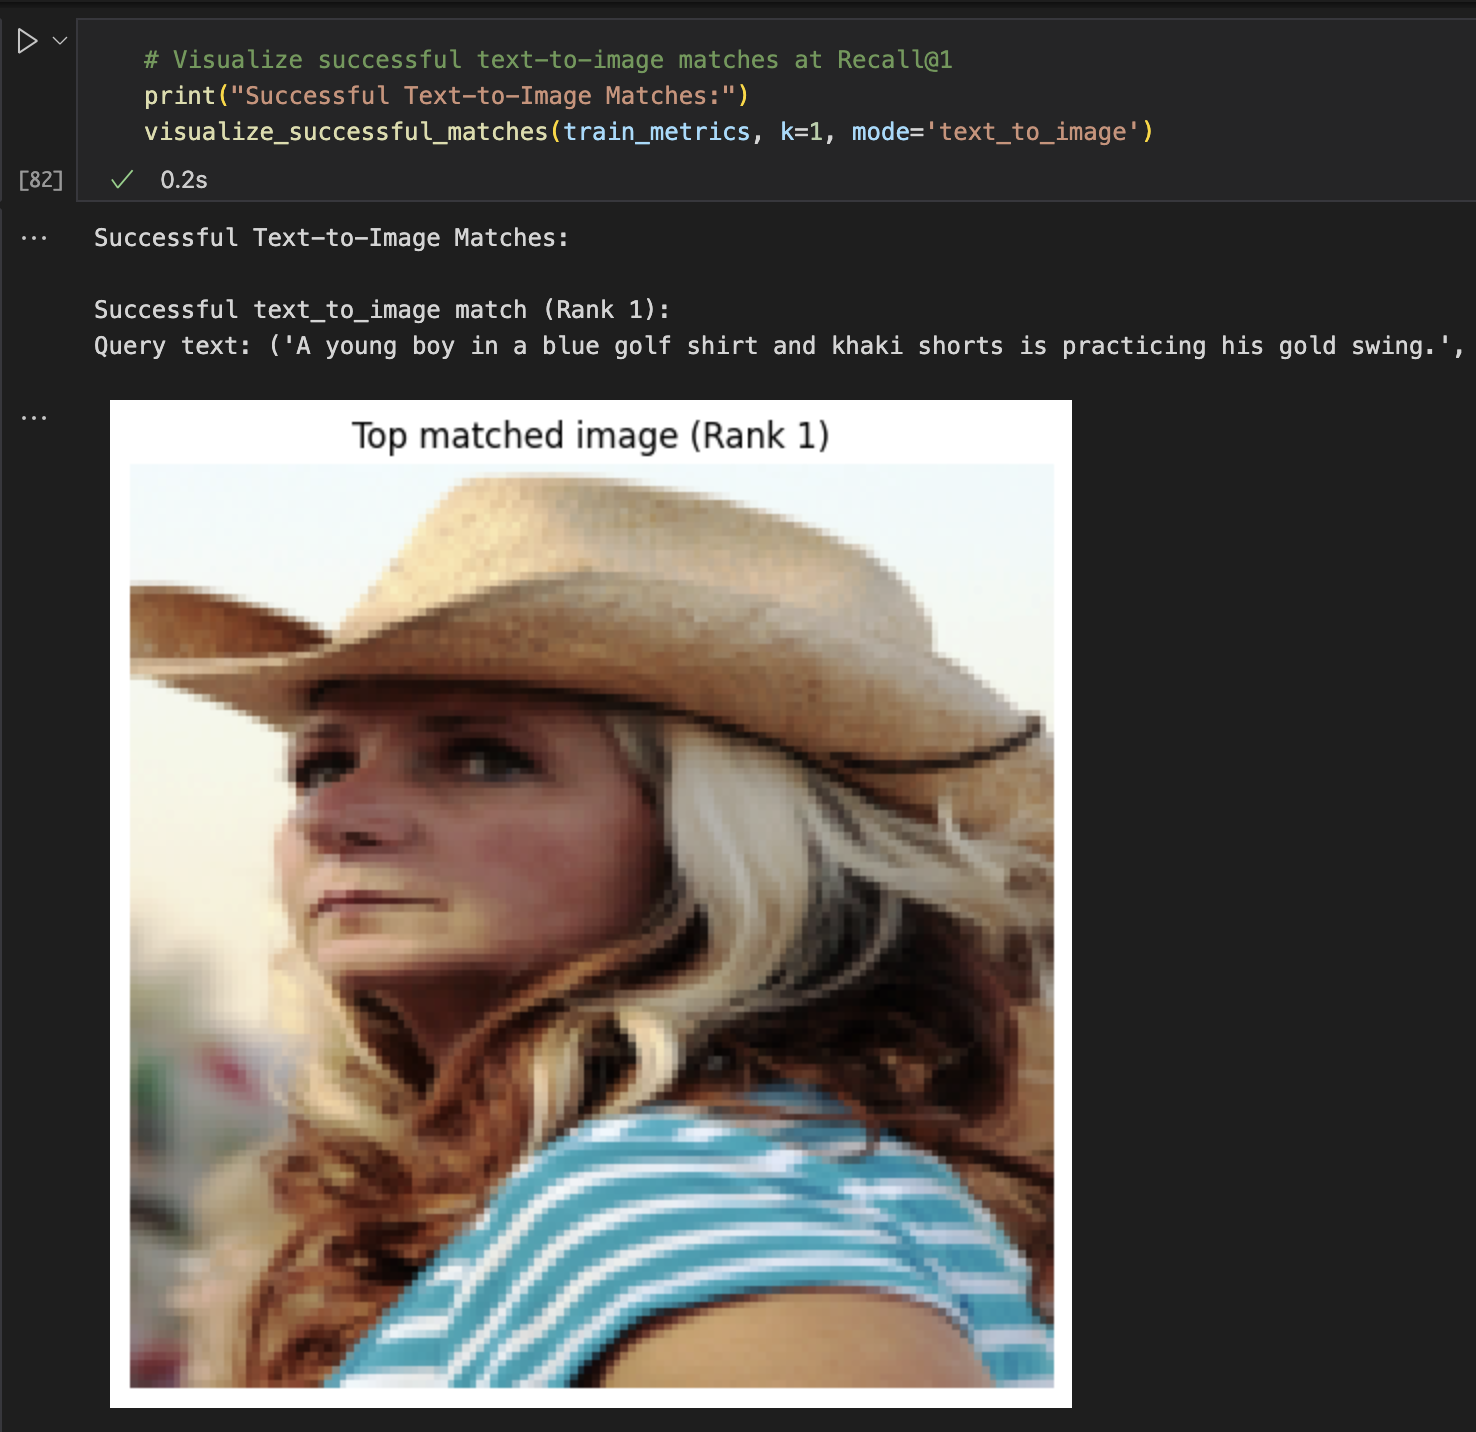 # Visualize successful text-to-image matches at Recall@1
print("Successful Text-to-Image Matches:")
visualize_successful_matches(train_metrics, k=1, mode='text_to_image')
[82]
0.2s
Successful Text-to-Image Matches:
Successful text_to_image match (Rank 1):
Query text: ('A young boy in a blue golf shirt and khaki shorts is practicing his gold swing.',
Top matched image (Rank 1)